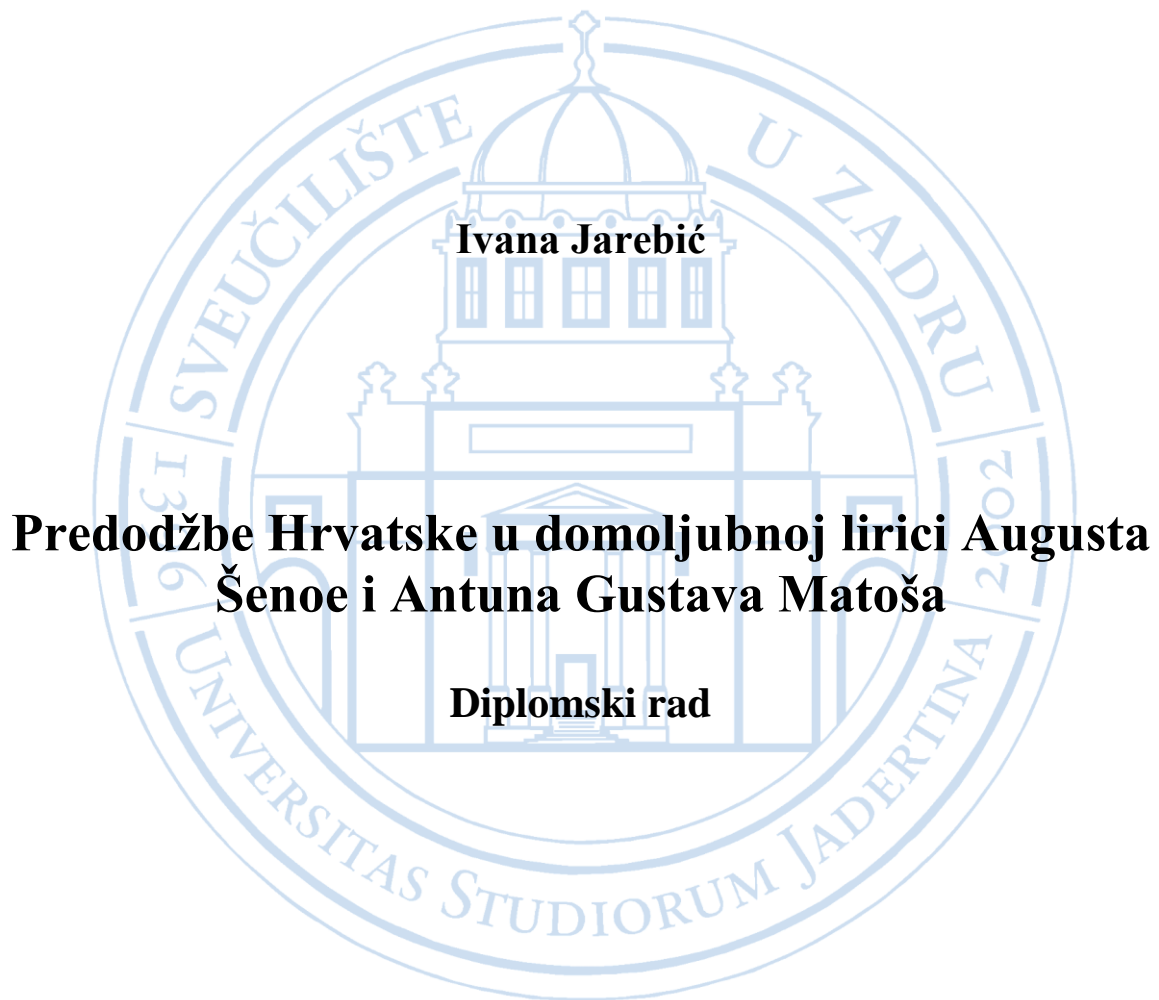 SVEUČILIŠTE U ZADRU
Ivana Jarebić
Predodžbe Hrvatske u domoljubnoj lirici Augusta
Šenoe i Antuna Gustava Matoša
Diplomski rad
1396
2002
UNIVERSITAS STUDIORUM JADERTINA